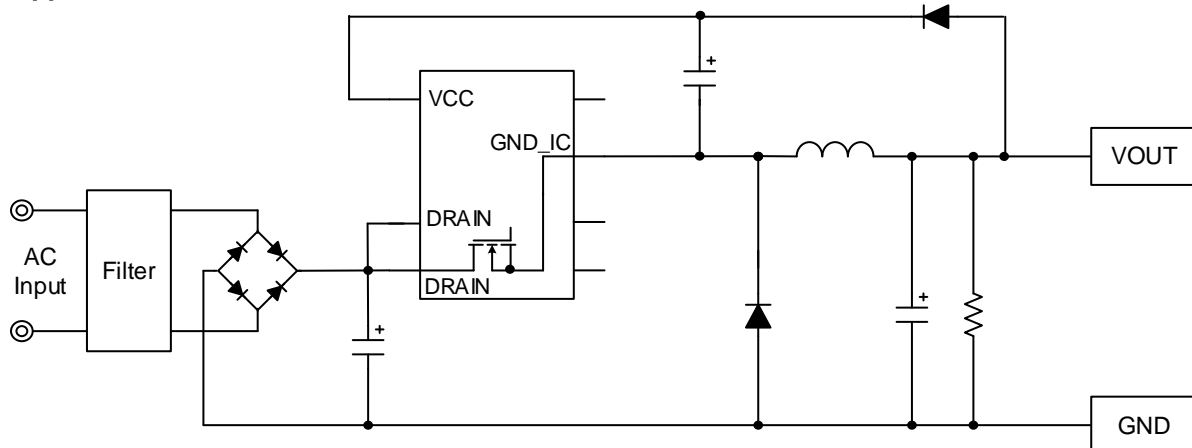 VCC
GND_IC
VOUT
DRAIN
AC
Input
Filter
DRAIN
GND
+
+
+